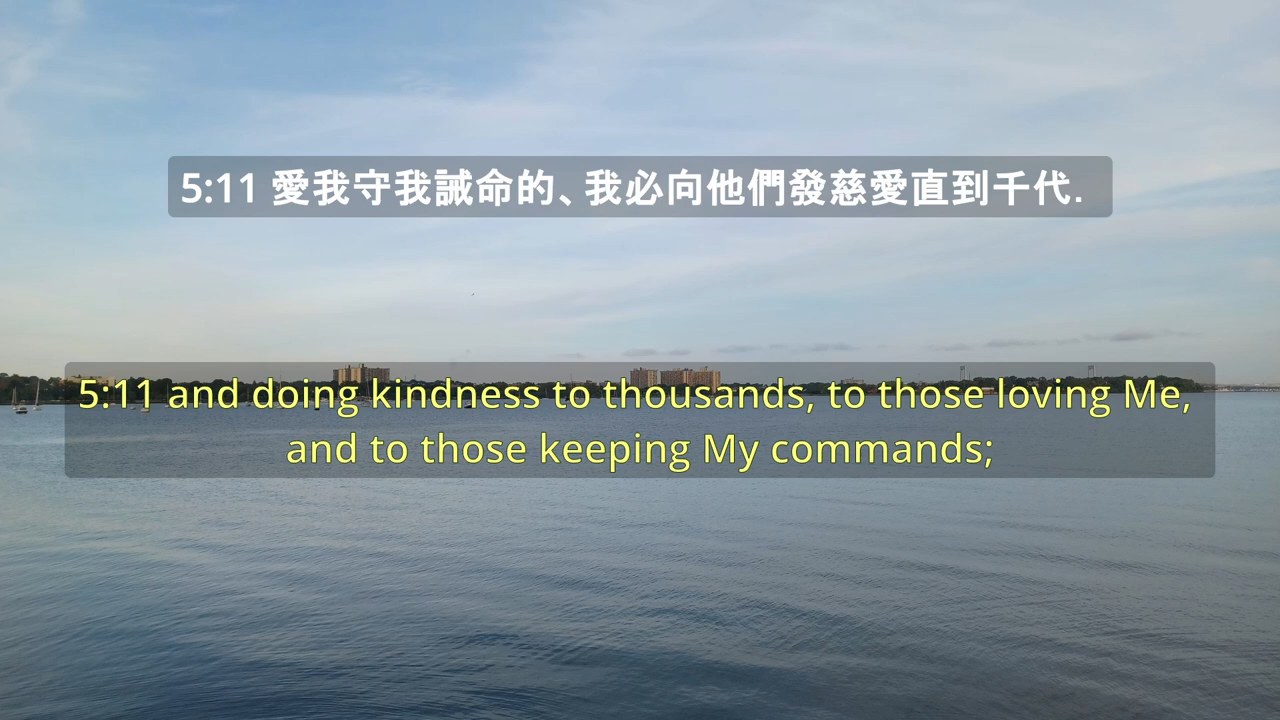 5:11 愛我守我誡命的、我必向他們發慈愛直到千代.
5:11 and doing kindness to thousands, to those loving Me,
and to those keeping My commands;